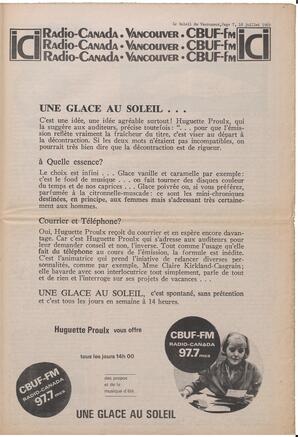 Le Soleil de Vancouver, Page 7, 18 juillet 1969
ici Radio-Canada • Vancouver • CBUF-fm ici
Radio-Canada • Vancouver • CBUF-fm
Radio-Canada • Vancouver • CBUF-fm
UNE GLACE AU SOLEIL . . .
C'est une idée, une idée agréable surtout! Huguette Proulx, qui
la suggère aux auditeurs, précise toutefois: ". . . pour que l'émis-
sion reflète vraiment la fraîcheur du titre, c'est viser au départ à
la décontraction. Si les deux mots n'étaient pas incompatibles, on
pourrait très bien dire que la décontraction est de rigueur.
à Quelle essence?
Le choix est infini . . . Glace vanille et caramelle par exemple:
c'est le fond de musique . . . on fait tourner des disques couleur
du temps et de nos caprices . . . Glace poivrée ou, si vous préférez,
parfumée à la citronnelle-muscade: ce sont les mini-chroniques
destinées, en principe, aux femmes mais s'adressant très certaine-
ment aux hommes.
Courrier et Téléphone?
Oui, Huguette Proulx reçoit du courrier et en espère encore davan-
tage. Car c'est Huguette Proulx qui s'adresse aux auditeurs pour
leur demander conseil et non, l'inverse. Tout comme l'usage qu'elle
fait du téléphone au cours de l'émission, la formule est inédite.
C'est l'animatrice qui prend l'iniative de relancer diverses per-
sonnalités, comme par exemple, Mme Claire Kirkland-Casgrain;
elle bavarde avec son interlocutrice tout simplement, parle de tout
et de rien et l'interroge sur ses projets de vacances . . .
UNE GLACE AU SOLEIL, c'est spontané, sans prétention
et c'est tous les jours en semaine à 14 heures.
Huguette Proulx vous offre
tous les jours 14h 00
CBUF-FM
RADIO-CANADA
97.7 mcs
CBUF-FM
RADIO-CANADA
97.7 mcs
des propos
et de la
musique d'été
UNE GLACE AU SOLEIL